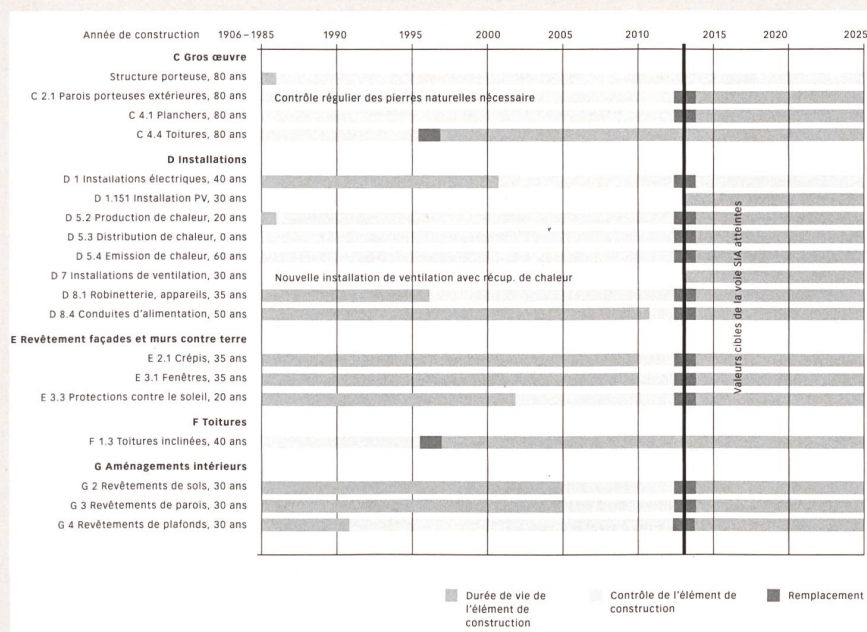 Année de construction 1906–1985 1990 1995 2000 2005 2010 2015 2020 2025
C Gros œuvre
Structure porteuse, 80 ans
C 2.1 Parois porteuses extérieures, 80 ans Contrôle régulier des pierres naturelles nécessaire
C 4.1 Planchers, 80 ans
C 4.4 Toitures, 80 ans
D Installations
D 1 Installations électriques, 40 ans
D 1.151 Installation PV, 30 ans
D 5.2 Production de chaleur, 20 ans
D 5.3 Distribution de chaleur, 0 ans
D 5.4 Emission de chaleur, 60 ans
D 7 Installations de ventilation, 30 ans Nouvelle installation de ventilation avec récup. de chaleur
D 8.1 Robinetterie, appareils, 35 ans
D 8.4 Conduites d'alimentation, 50 ans
Valeurs cibles de la voie SIA atteintes
E Revêtement façades et murs contre terre
E 2.1 Crépis, 35 ans
E 3.1 Fenêtres, 35 ans
E 3.3 Protections contre le soleil, 20 ans
F Toitures
F 1.3 Toitures inclinées, 40 ans
G Aménagements intérieurs
G 2 Revêtements de sols, 30 ans
G 3 Revêtements de parois, 30 ans
G 4 Revêtements de plafonds, 30 ans
Durée de vie de
l'élément de
construction
Contrôle de l'élément de
construction
Remplacement